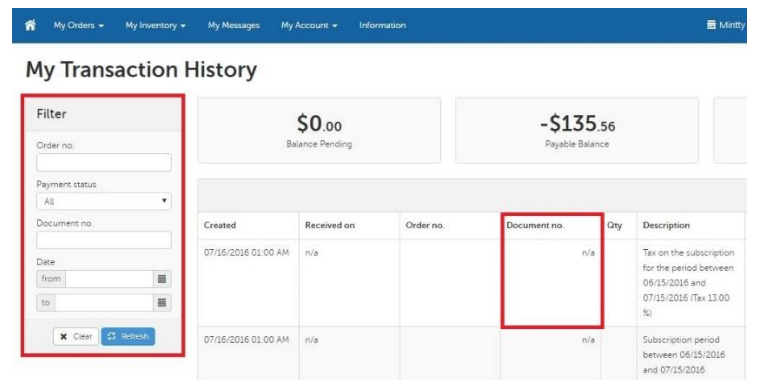 My Orders My Inventory My Messages My Account Information Mintty
My Transaction History
Filter
Order no.
Payment status
All
Document no.
Date
from
to
Clear Refresh
$0.00
Balance Pending
-$135.56
Payable Balance
Created Received on Order no. Document no. Qty Description
07/16/2016 01:00 AM n/a n/a Tax on the subscription
for the period between
06/15/2016 and
07/15/2016 (Tax 13.00
%)
07/16/2016 01:00 AM n/a n/a Subscription period
between 06/15/2016
and 07/15/2016